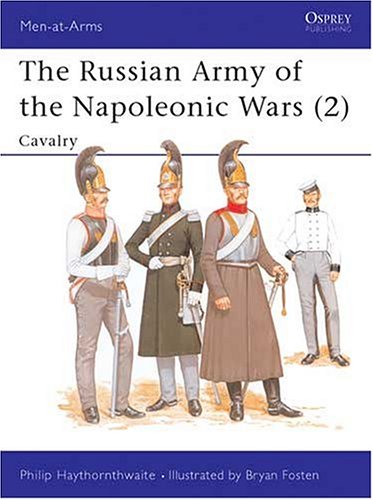 Men-at-Arms
OSPREY
PUBLISHING
The Russian Army of
the Napoleonic Wars (2)
Cavalry
Philip Haythornthwaite • Illustrated by Bryan Fosten